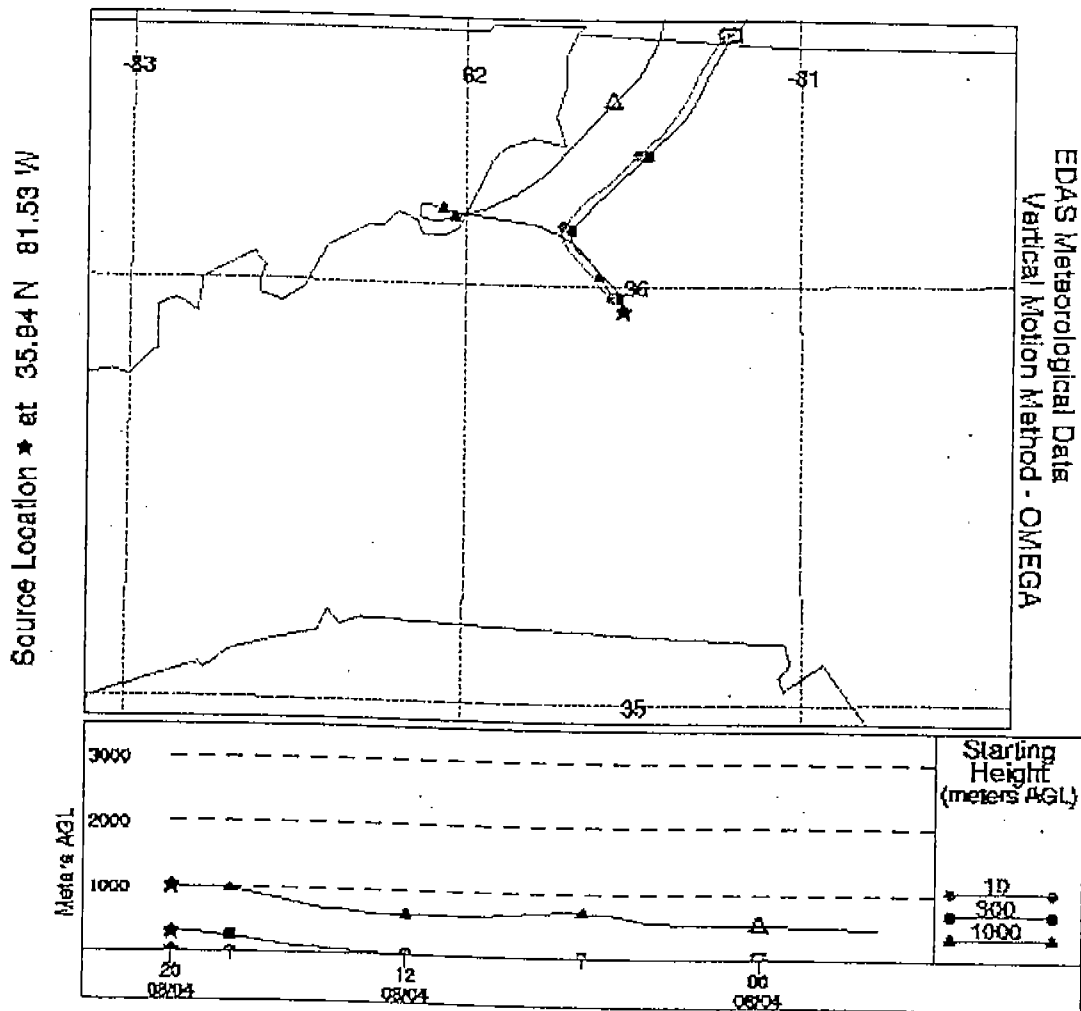 Source Location ★ at 35.94 N 81.53 W
-83
82
-81
36
35
EDAS Meteorological Data
Vertical Motion Method - OMEGA
Meters AGL
3000
2000
1000
20
08/04
12
08/04
00
08/04
Starting
Height
(meters AGL)
10
300
1000